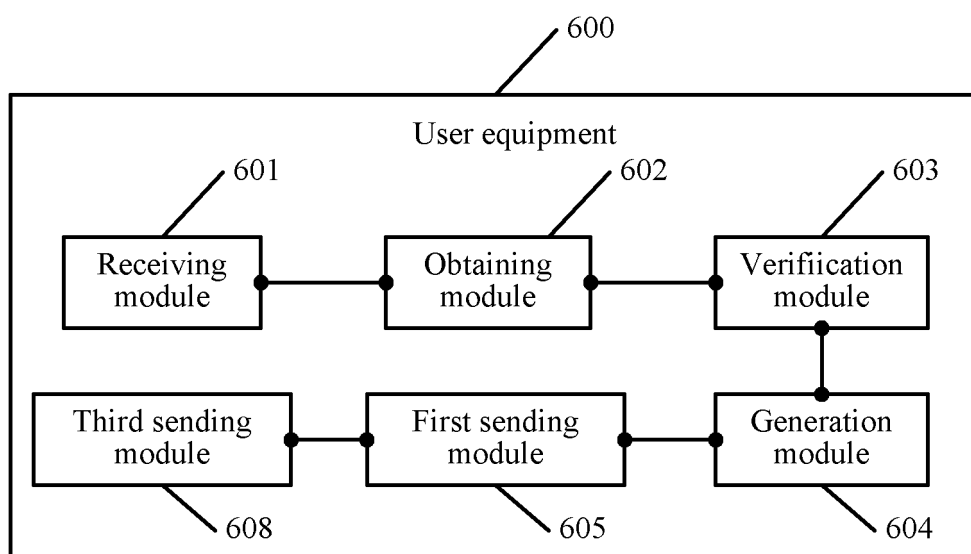 600
User equipment
601
602
603
Receiving
module
Obtaining
module
Verifiication
module
Third sending
module
First sending
module
Generation
module
608
605
604